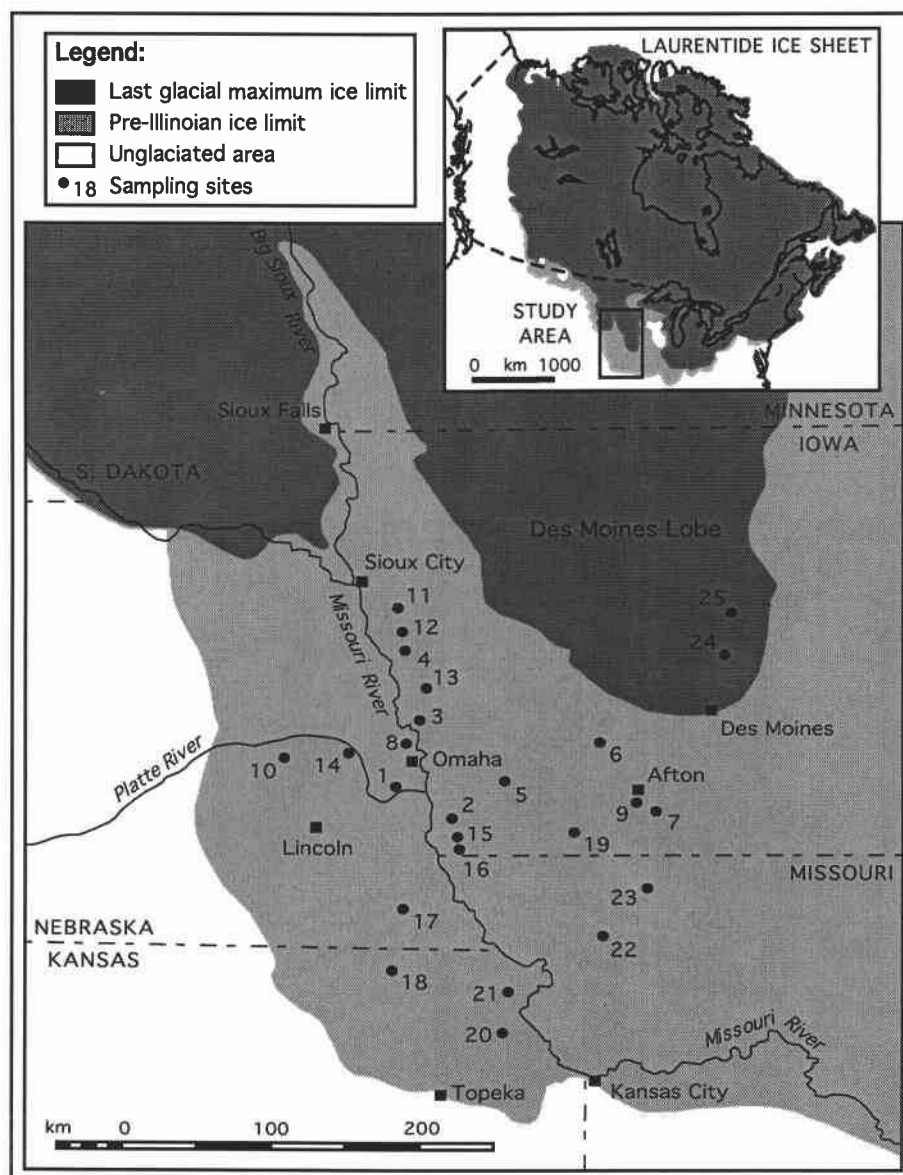 Legend:
Last glacial maximum ice limit
Pre-Illinoian ice limit
Unglaciated area
18 Sampling sites
LAURENTIDE ICE SHEET
STUDY
AREA
0 km 1000
Big Sioux
River
Sioux Falls
MINNESOTA
IOWA
S. DAKOTA
Des Moines Lobe
Sioux City
Missouri River
11
12
4
13
3
8
25
24
Des Moines
Platte River
10
14
1
Omaha
5
6
Afton
9
7
2
15
16
19
Lincoln
MISSOURI
23
22
17
NEBRASKA
KANSAS
18
21
20
Missouri
River
Topeka
Kansas City
km 0 100 200